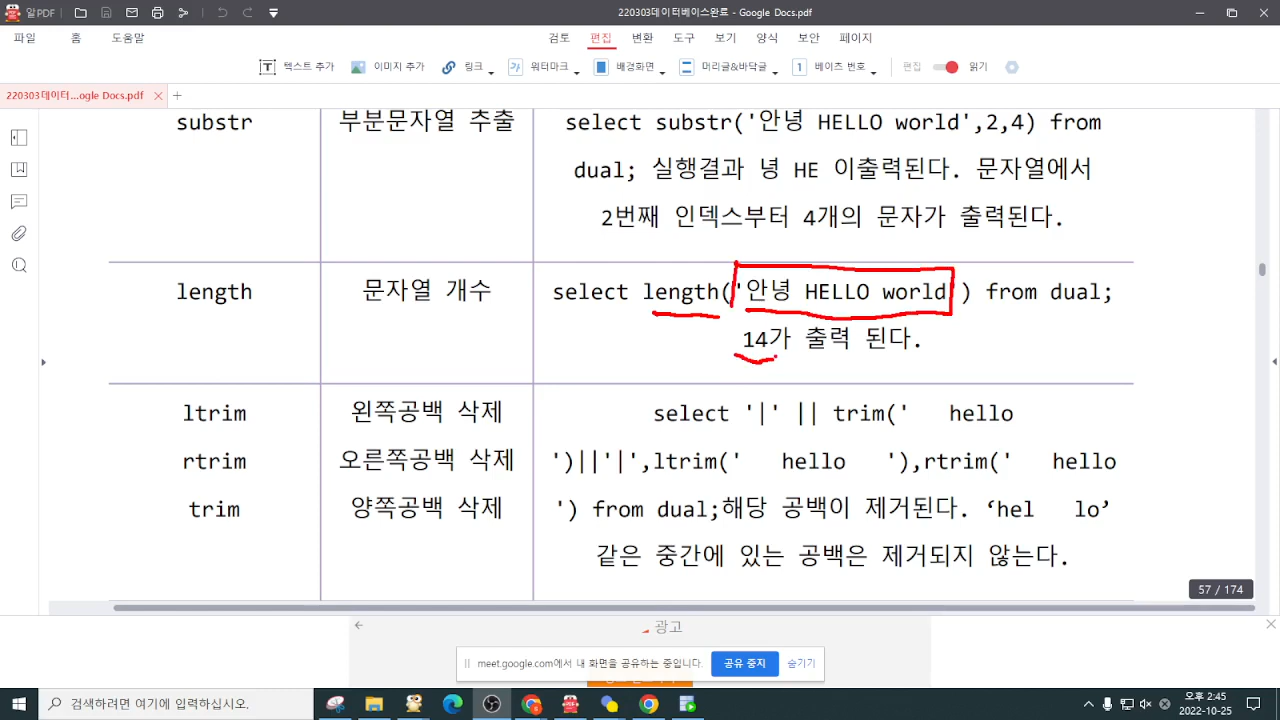 알PDF
220303데이터베이스완료 - Google Docs.pdf
파일 홈 도움말
검토 편집 변환 도구 보기 양식 보안 페이지
텍스트 추가 이미지 추가 링크 워터마크 배경화면 머리글&바닥글 베이즈 번호 편집 읽기
220303데이터...ogle Docs.pdf
substr
부분문자열 추출
select substr('안녕 HELLO world',2,4) from
dual; 실행결과 녕 HE 이출력된다. 문자열에서
2번째 인덱스부터 4개의 문자가 출력된다.
length
문자열 개수
select length('안녕 HELLO world ') from dual;
14가 출력 된다.
ltrim
rtrim
trim
왼쪽공백 삭제
오른쪽공백 삭제
양쪽공백 삭제
select '|' || trim(' hello
')||'|',ltrim(' hello '),rtrim(' hello
') from dual;해당 공백이 제거된다. ‘hel lo’
같은 중간에 있는 공백은 제거되지 않는다.
57 / 174
광고
meet.google.com에서 내 화면을 공유하는 중입니다. 공유 중지 숨기기
검색하려면 여기에 입력하십시오.
오후 2:45
2022-10-25